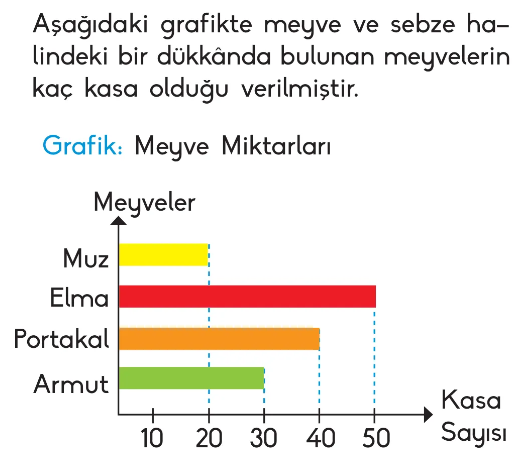 Aşağıdaki grafikte meyve ve sebze ha-
lindeki bir dükkânda bulunan meyvelerin
kaç kasa olduğu verilmiştir.
Grafik: Meyve Miktarları
Meyveler
Muz
Elma
Portakal
Armut
10 20 30 40 50
Kasa
Sayısı